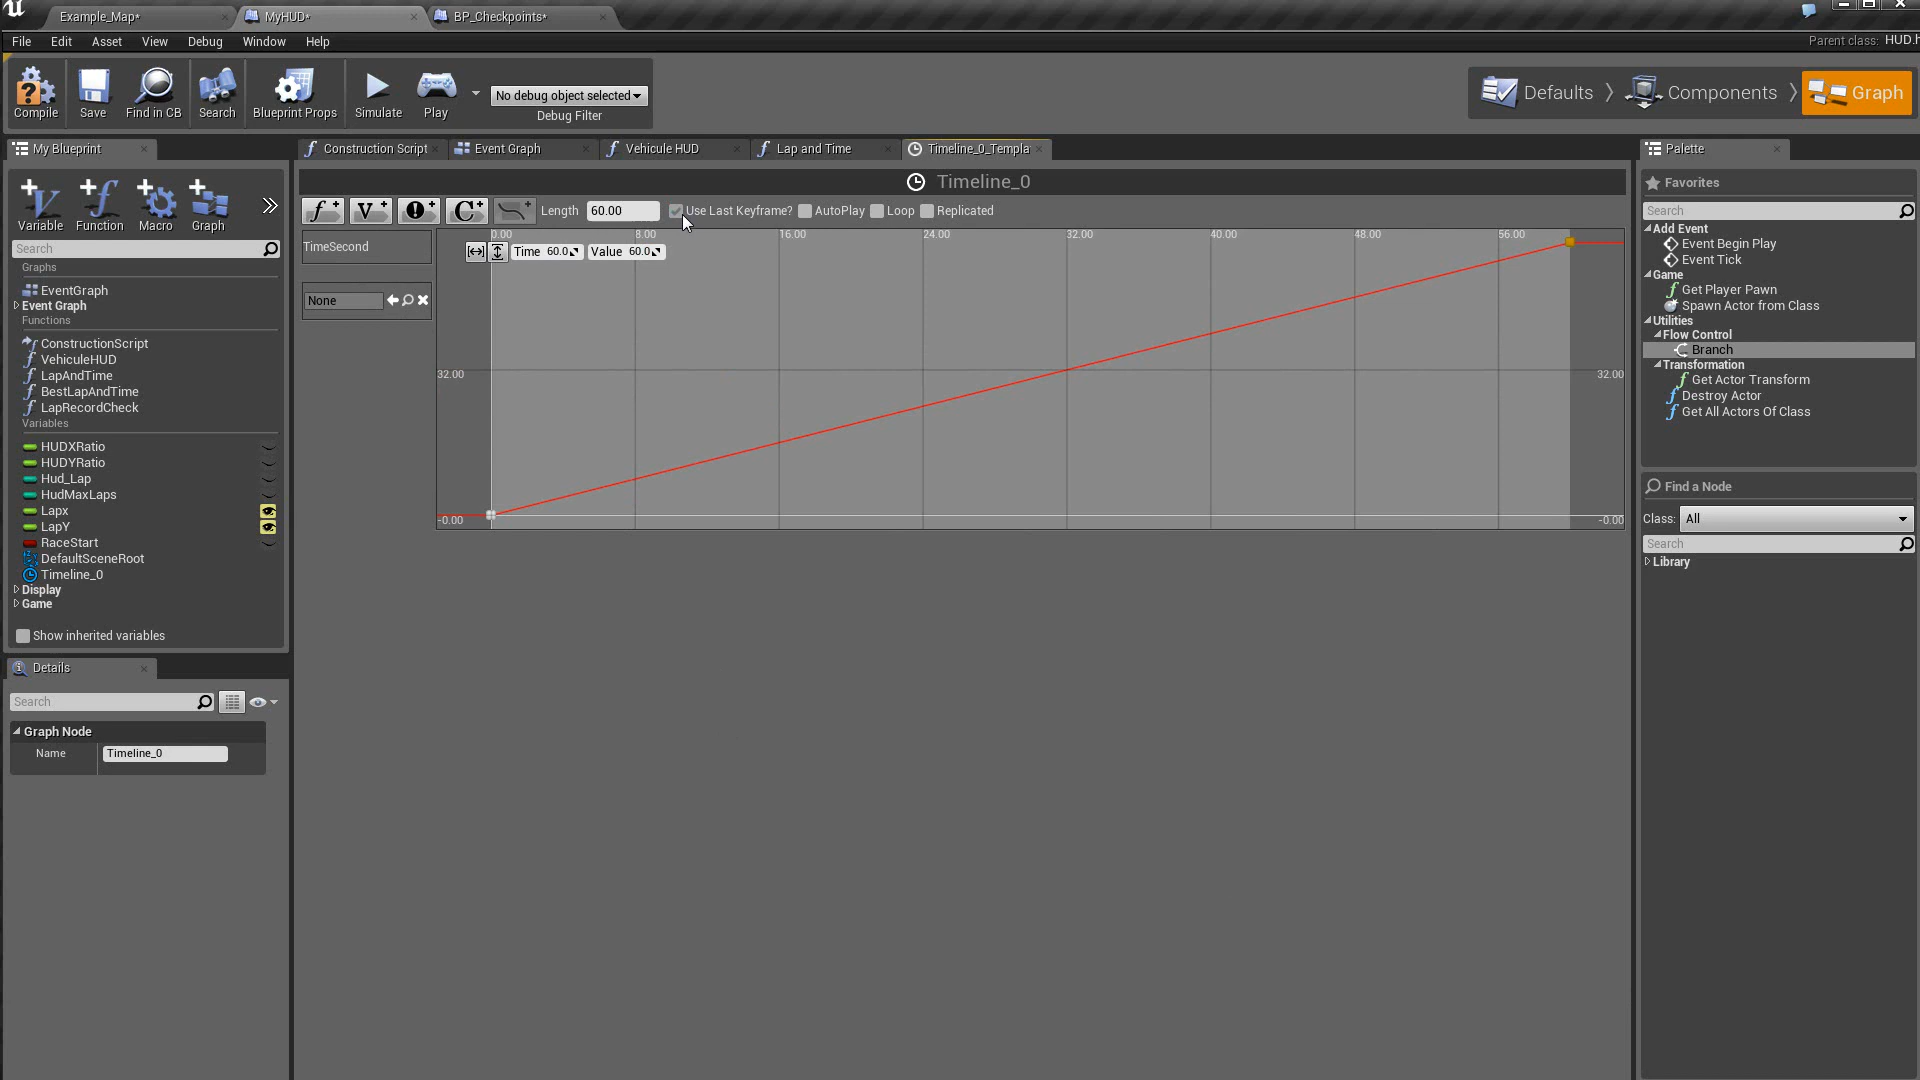 Example_Map*
MyHUD*
BP_Checkpoints*
File Edit Asset View Debug Window Help
Parent class: HUD.h
Compile Save Find in CB Search Blueprint Props Simulate Play
No debug object selected
Debug Filter
Defaults Components Graph
My Blueprint
Construction Script Event Graph Vehicule HUD Lap and Time Timeline_0_Templa
Palette
Timeline_0
Favorites
Variable Function Macro Graph
Length 60.00 Use Last Keyframe? AutoPlay Loop Replicated
Search
Search
TimeSecond
0.00 8.00 16.00 24.00 32.00 40.00 48.00 56.00
Time 60.0 Value 60.0
None
32.00 32.00
-0.00 -0.00
Graphs
EventGraph
Event Graph
Functions
ConstructionScript
VehiculeHUD
LapAndTime
BestLapAndTime
LapRecordCheck
Variables
HUDXRatio
HUDYRatio
Hud_Lap
HudMaxLaps
Lapx
LapY
RaceStart
DefaultSceneRoot
Timeline_0
Display
Game
Show inherited variables
Details
Search
Graph Node
Name Timeline_0
Add Event
Event Begin Play
Event Tick
Game
Get Player Pawn
Spawn Actor from Class
Utilities
Flow Control
Branch
Transformation
Get Actor Transform
Destroy Actor
Get All Actors Of Class
Find a Node
Class: All
Search
Library